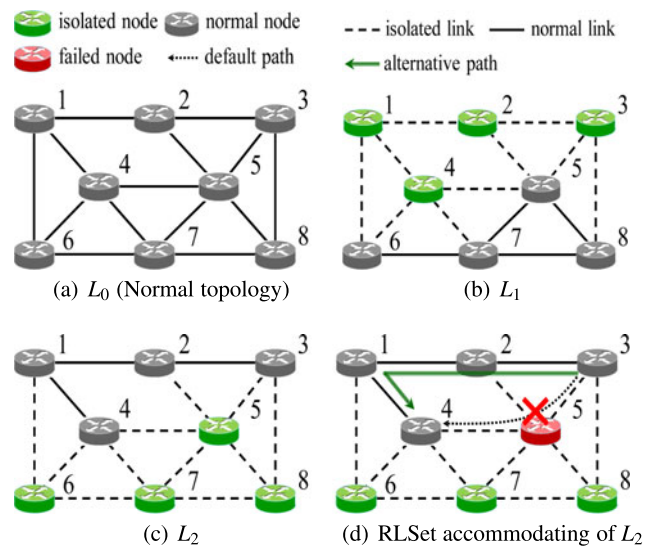 isolated node normal node isolated link normal link
failed node default path alternative path
1 2 3 1 2 3
4 5 4 5
6 7 8 6 7 8
(a) L0 (Normal topology) (b) L1
1 2 3 1 2 3
4 5 4 5
6 7 8 6 7 8
(c) L2 (d) RLSet accommodating of L2